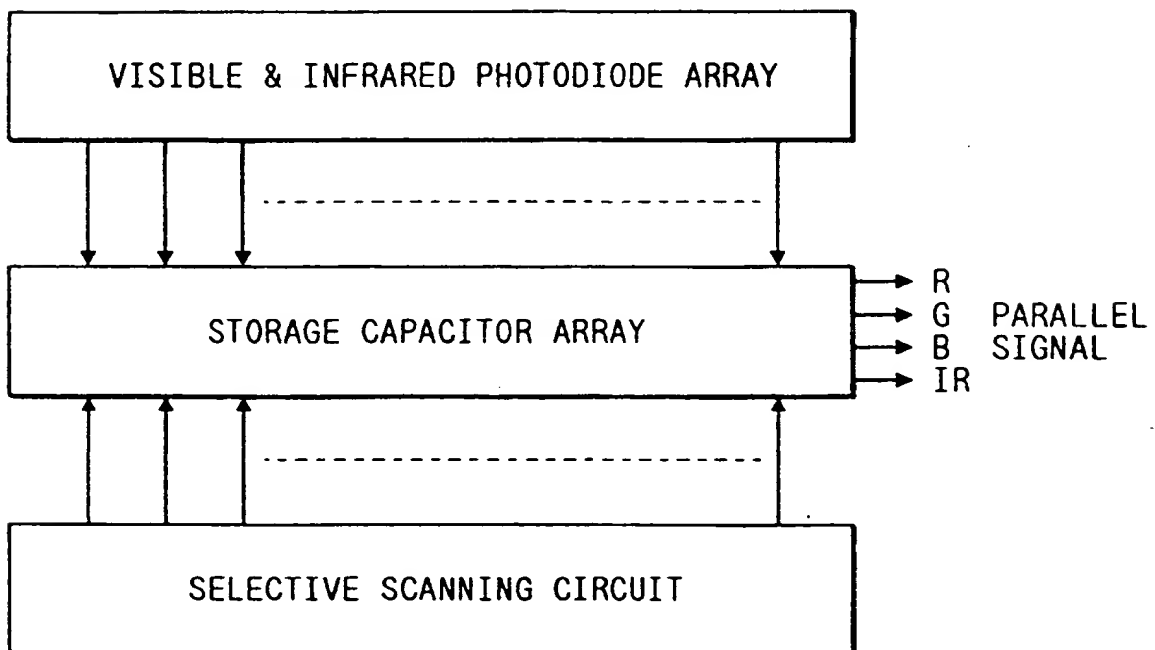 VISIBLE & INFRARED PHOTODIODE ARRAY
STORAGE CAPACITOR ARRAY
R
G PARALLEL
B SIGNAL
IR
SELECTIVE SCANNING CIRCUIT